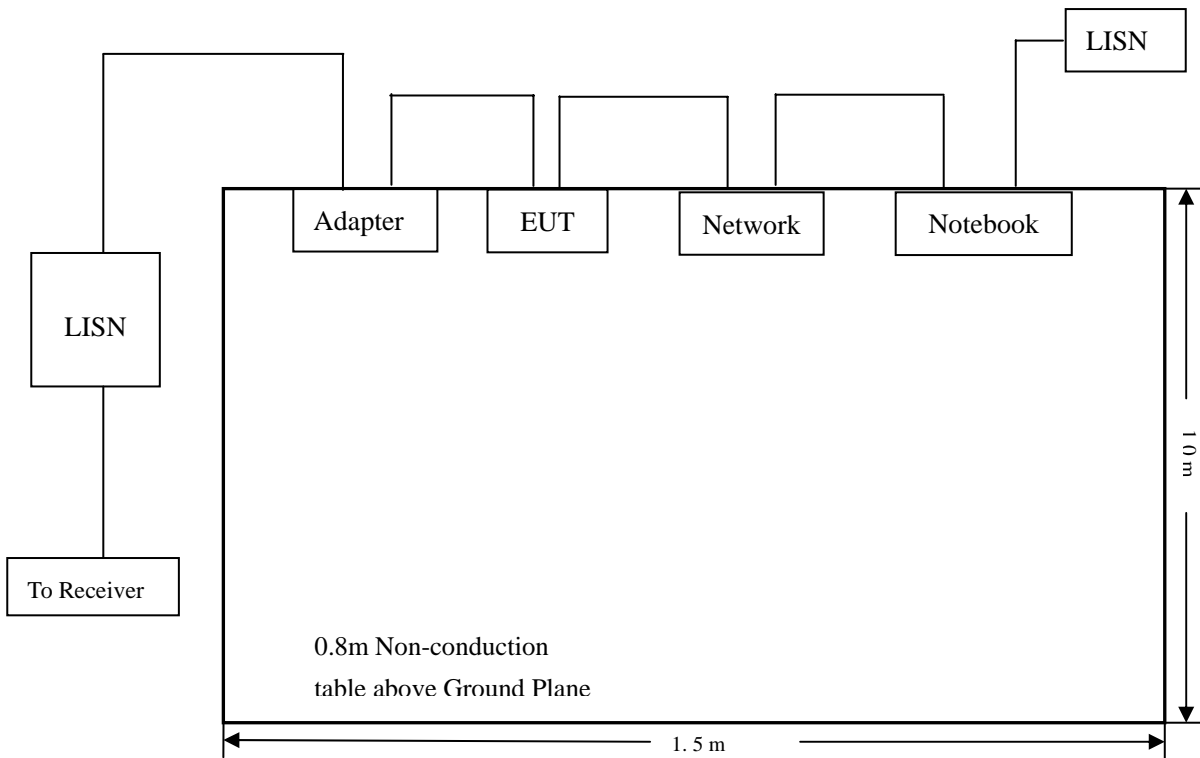 LISN
Adapter
EUT
Network
Notebook
LISN
1.0 m
To Receiver
0.8m Non-conduction
table above Ground Plane
1.5 m